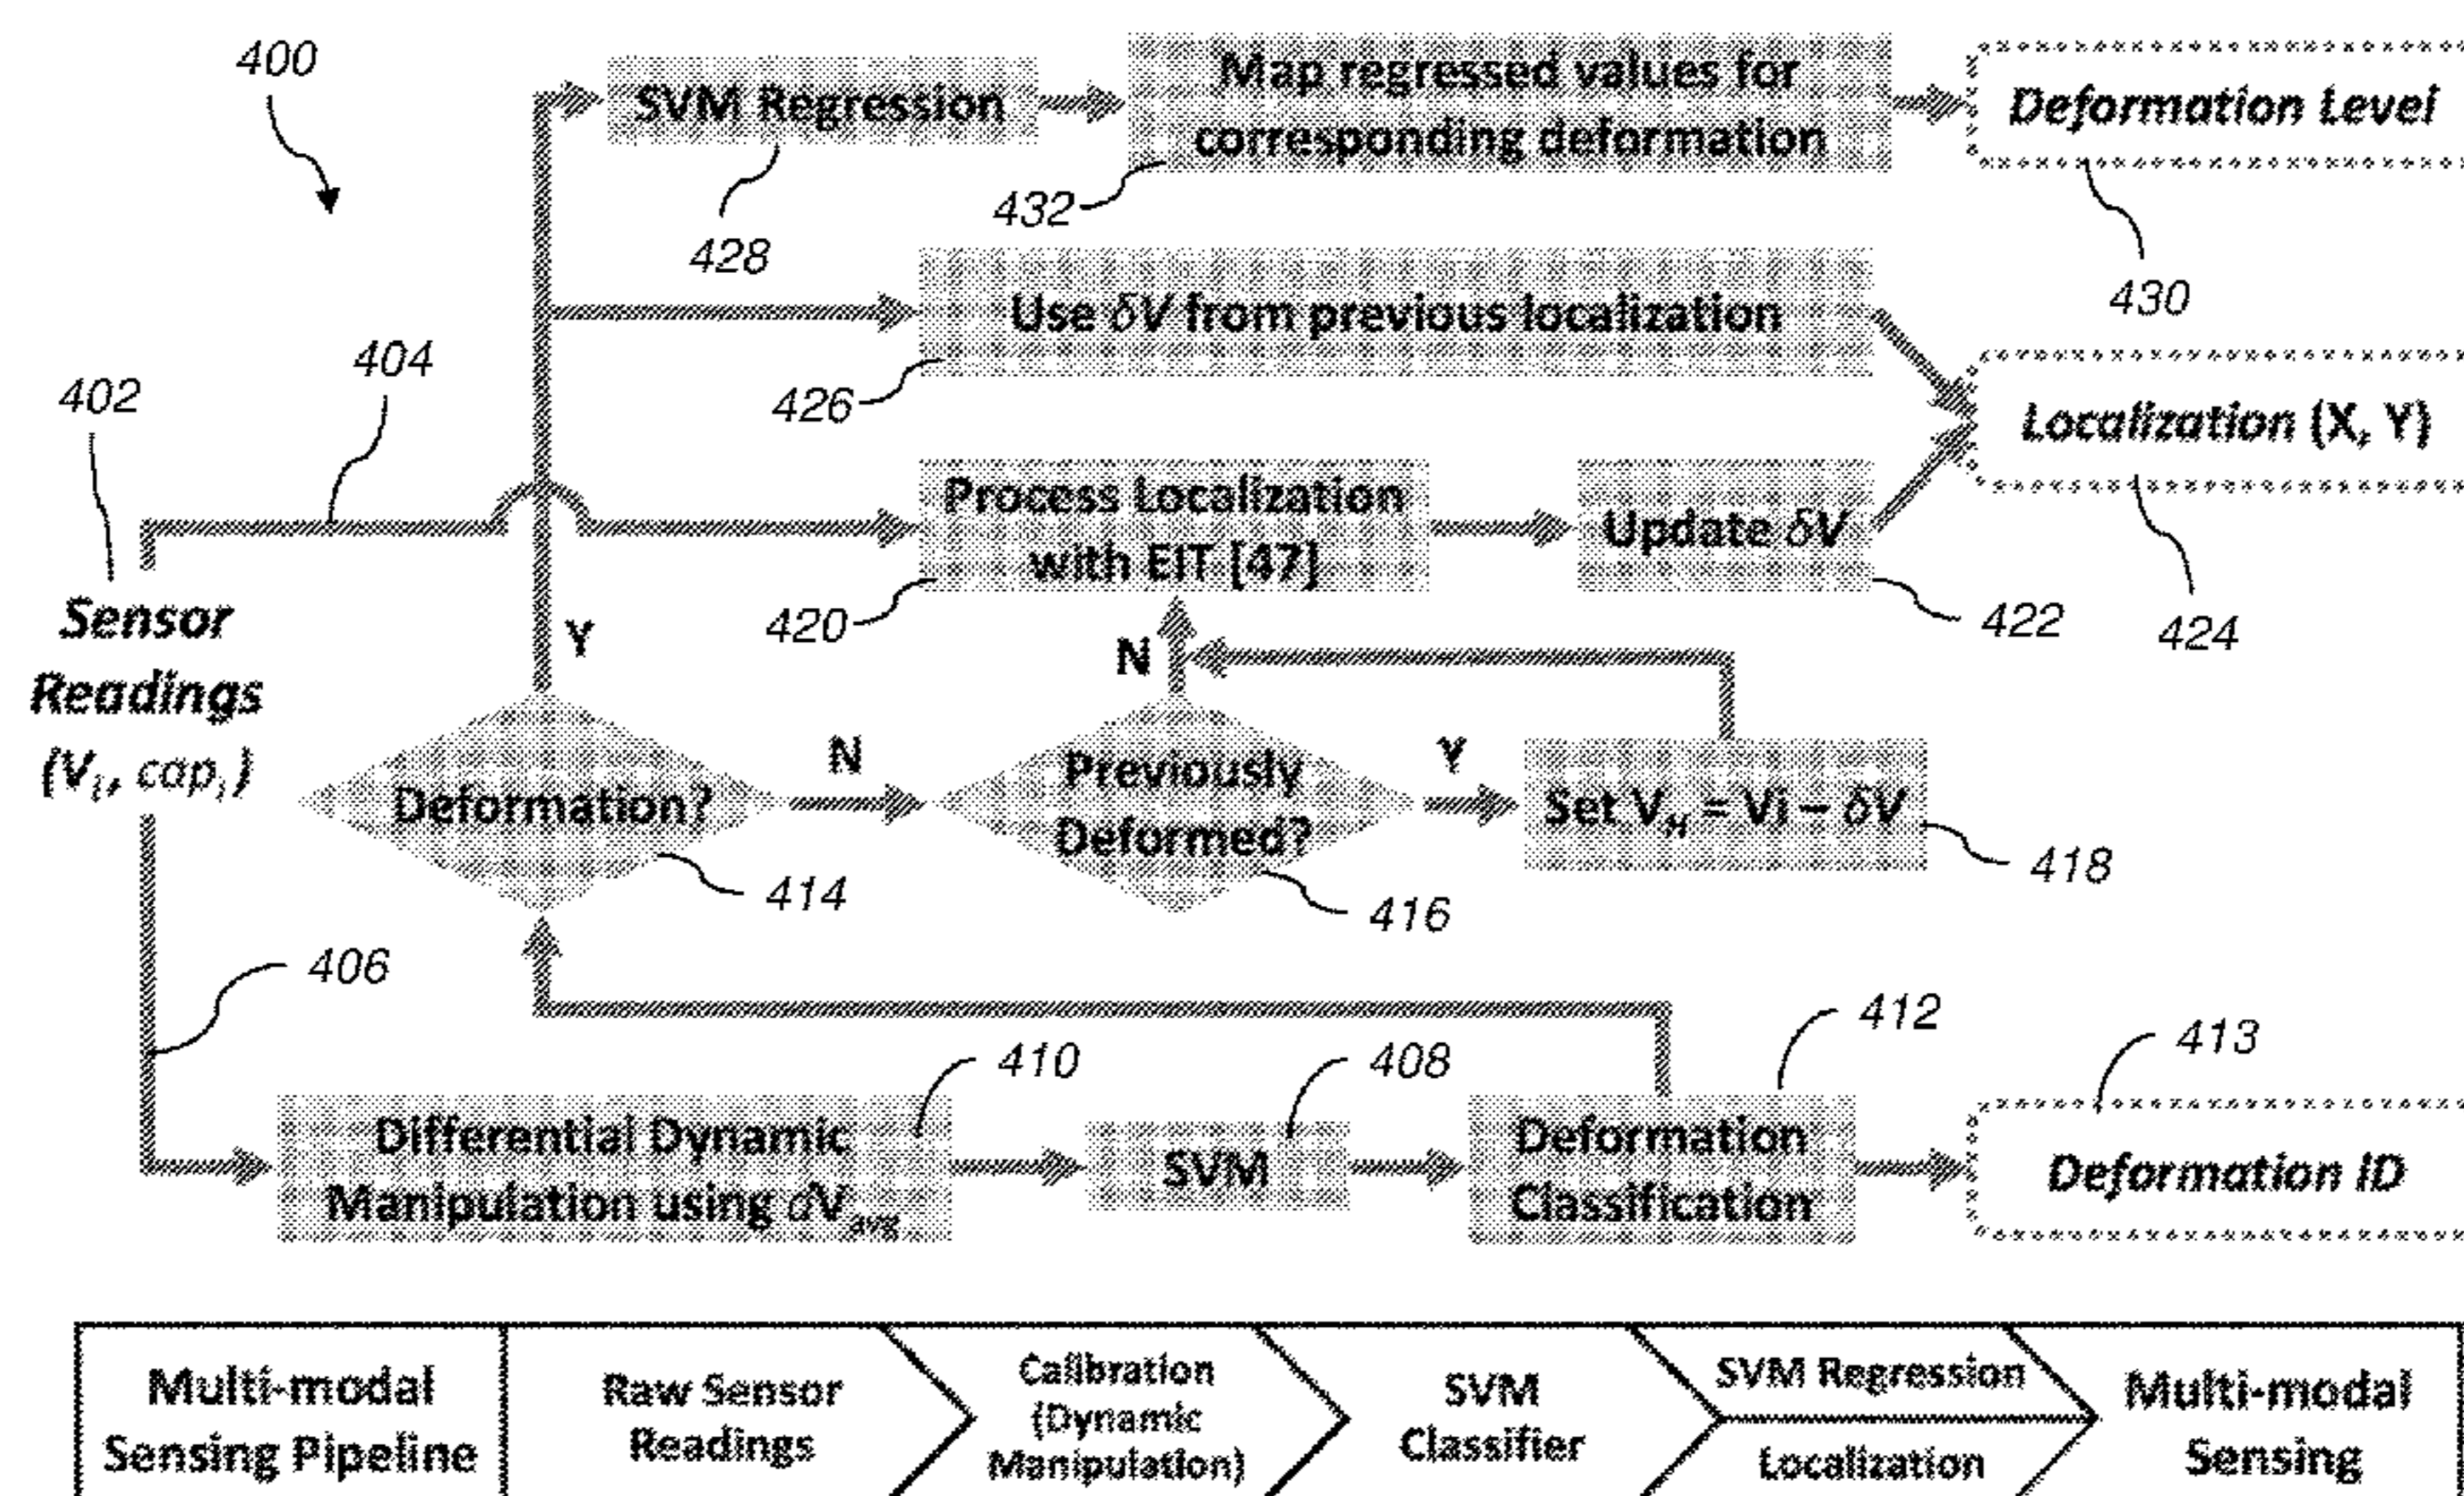 400
SVM Regression
Map regressed values for
corresponding deformation
Deformation Level
432
428
430
Use δV from previous localization
404
402
426
Localization (X, Y)
Process Localization
with EIT [47]
Update δV
420
422
424
Sensor
Readings
(Vᵢ, capᵢ)
Y
N
Deformation?
N
Previously
Deformed?
Y
Set V_H = Vi – δV
414
416
418
406
410
408
412
413
Differential Dynamic
Manipulation using dV_avg
SVM
Deformation
Classification
Deformation ID
Multi-modal
Sensing Pipeline
Raw Sensor
Readings
Calibration
(Dynamic
Manipulation)
SVM
Classifier
SVM Regression
Localization
Multi-modal
Sensing